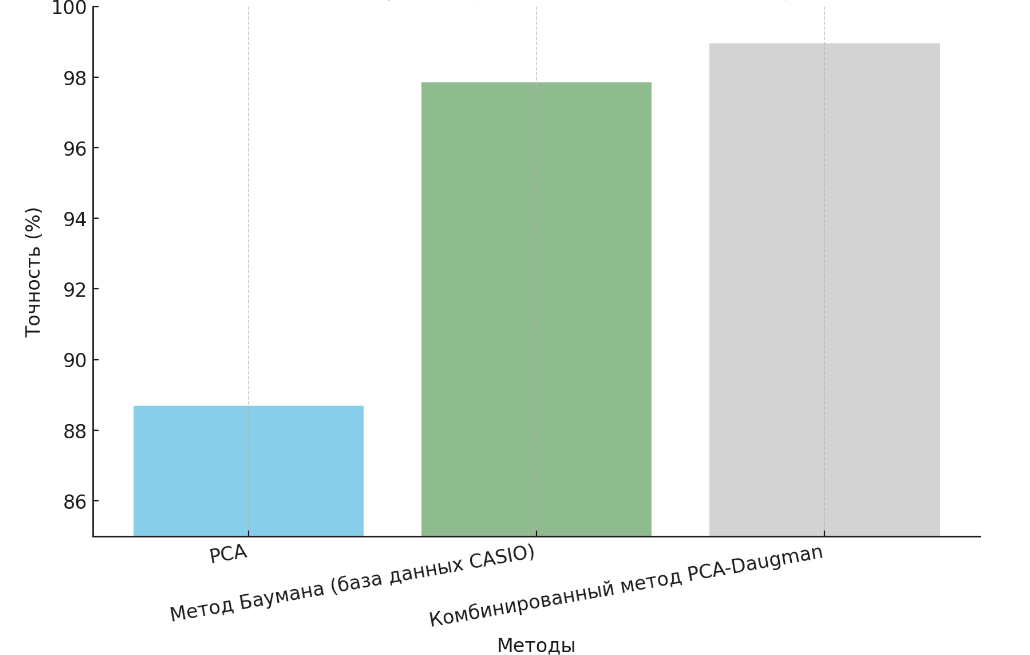 100
98
96
94
92
90
88
86
Точность (%)
PCA
Метод Баумана (база данных CASIO)
Комбинированный метод PCA-Daugman
Методы